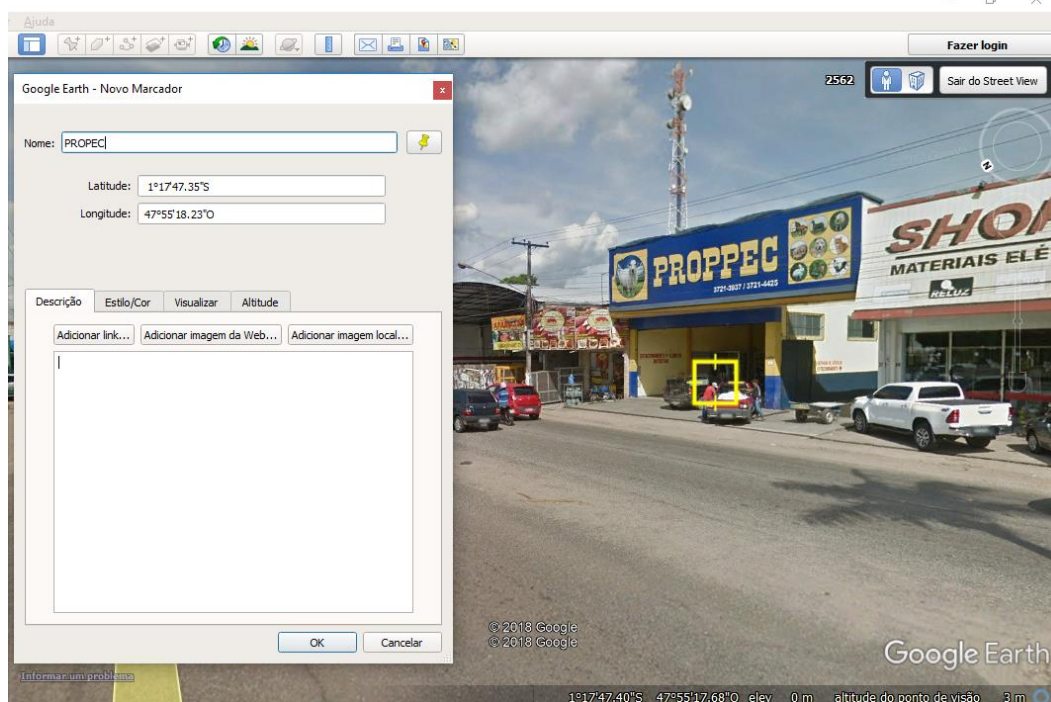 Ajuda
Fazer login
Google Earth - Novo Marcador
x
2562
Sair do Street View
Nome: PROPEC
N
Latitude: 1°17'47.35"S
Longitude: 47°55'18.23"O
PROPPEC
3721-3937 / 3721-4425
SHO
MATERIAIS ELÉ
RELUZ
Descrição Estilo/Cor Visualizar Altitude
Adicionar link... Adicionar imagem da Web... Adicionar imagem local...
OK Cancelar
© 2018 Google
© 2018 Google
Google Earth
Informar um problema
1°17'47.40"S 47°55'17.68"O elev 0 m altitude do ponto de visão 3 m